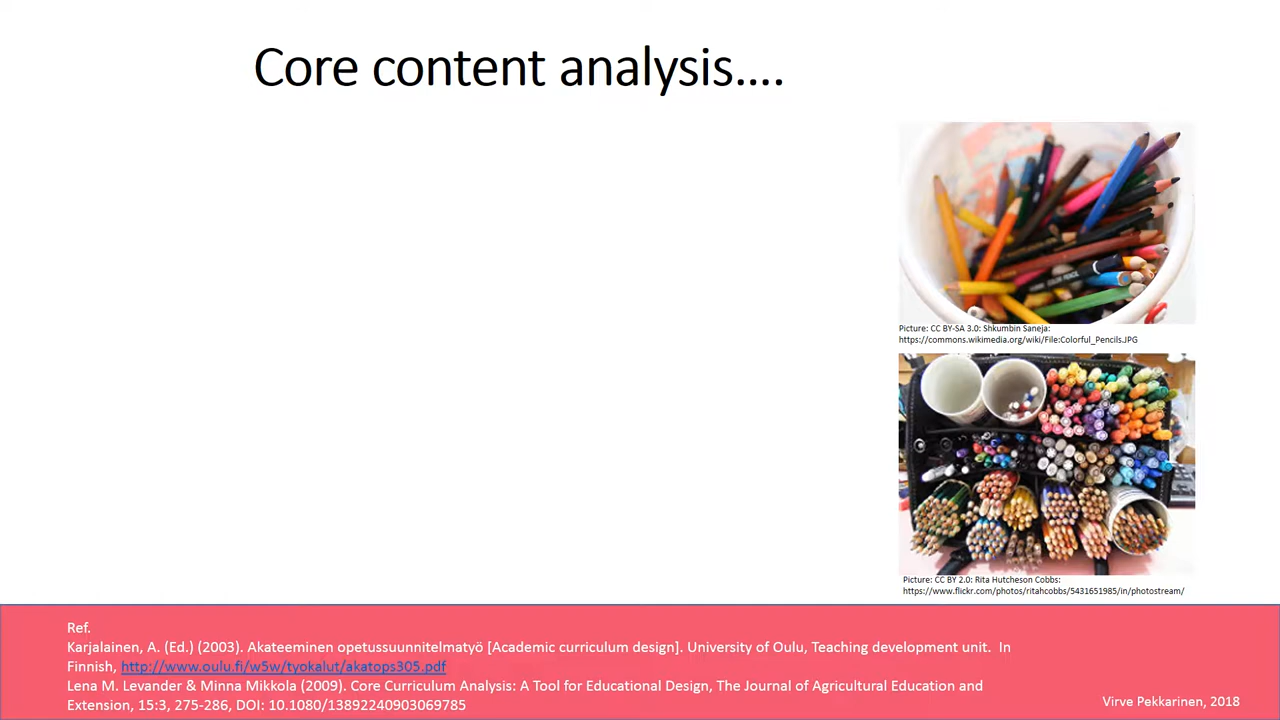 Core content analysis....
Picture: CC BY-SA 3.0: Shkumbin Saneja:
https://commons.wikimedia.org/wiki/File:Colorful_Pencils.JPG
Picture: CC BY 2.0: Rita Hutcheson Cobbs:
https://www.flickr.com/photos/ritahcobbs/5431651985/in/photostream/
Ref.
Karjalainen, A. (Ed.) (2003). Akateeminen opetussuunnitelmatyö [Academic curriculum design]. University of Oulu, Teaching development unit. In
Finnish, http://www.oulu.fi/w5w/tyokalut/akatops305.pdf
Lena M. Levander & Minna Mikkola (2009). Core Curriculum Analysis: A Tool for Educational Design, The Journal of Agricultural Education and
Extension, 15:3, 275-286, DOI: 10.1080/13892240903069785
Virve Pekkarinen, 2018